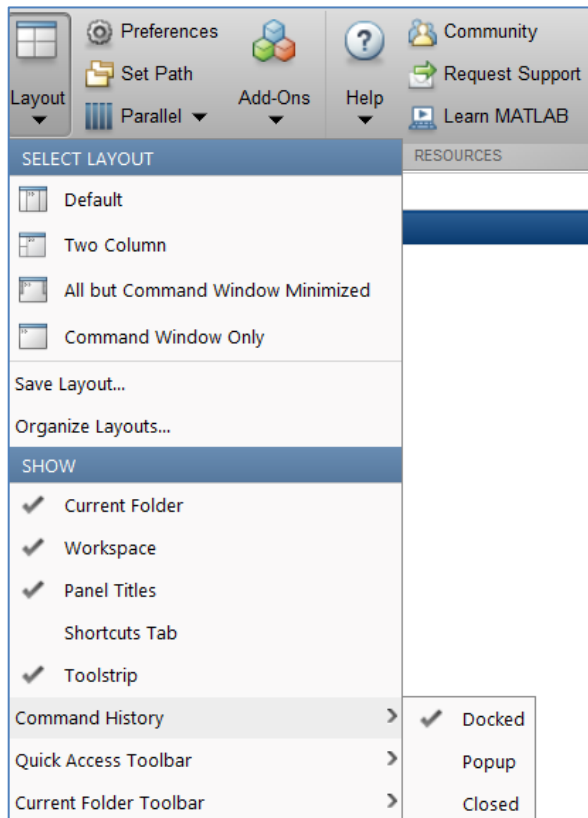 Preferences
Community
Set Path
Request Support
Layout
Add-Ons
Help
Parallel
Learn MATLAB
SELECT LAYOUT
RESOURCES
Default
Two Column
All but Command Window Minimized
Command Window Only
Save Layout...
Organize Layouts...
SHOW
Current Folder
Workspace
Panel Titles
Shortcuts Tab
Toolstrip
Command History
Docked
Quick Access Toolbar
Popup
Current Folder Toolbar
Closed